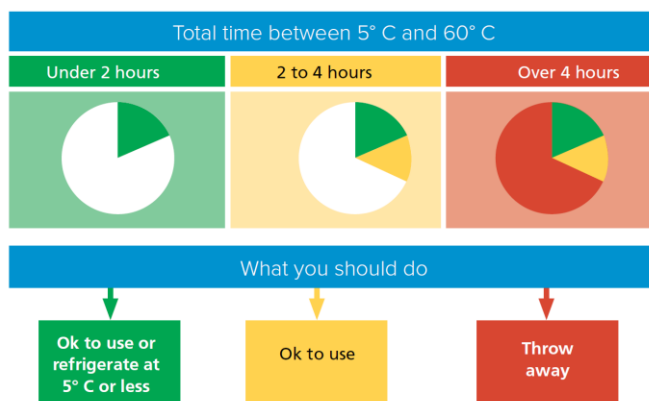 Total time between 5° C and 60° C
Under 2 hours
2 to 4 hours
Over 4 hours
What you should do
Ok to use or
refrigerate at
5° C or less
Ok to use
Throw
away